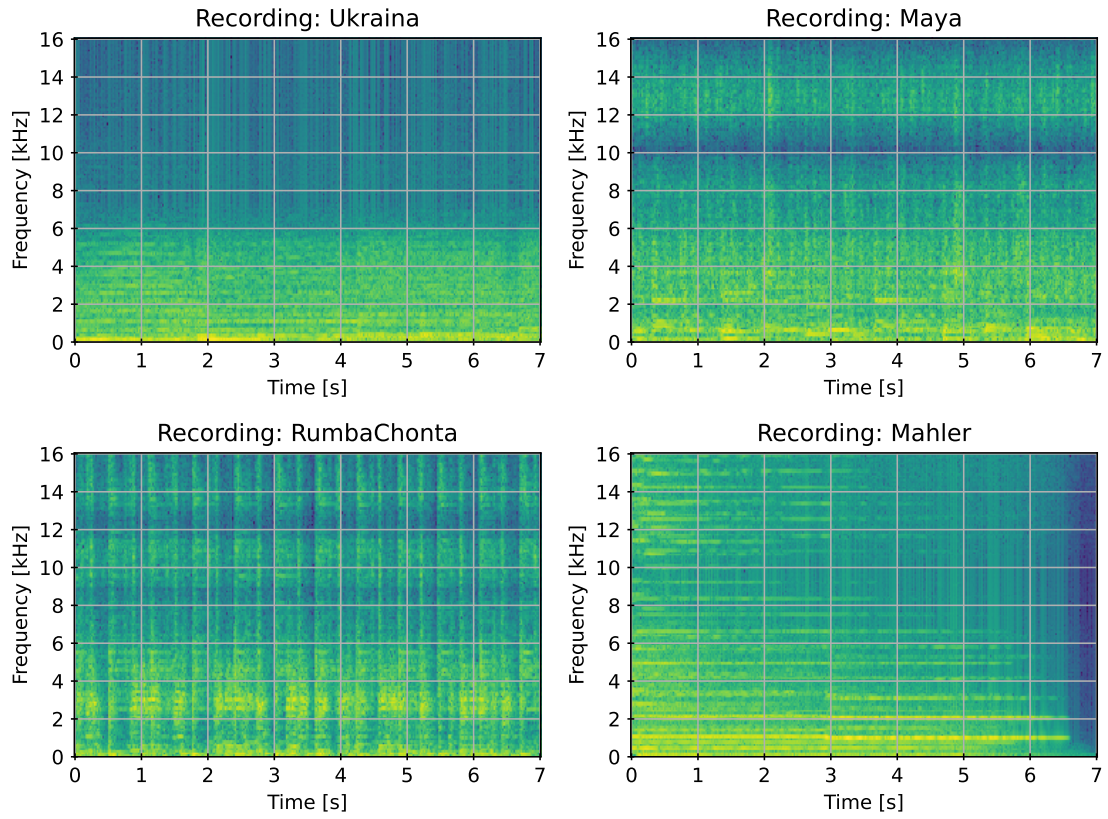 Recording: Ukraina
Recording: Maya
16
14
12
10
8
6
4
2
0
Frequency [kHz]
0 1 2 3 4 5 6 7
Time [s]
16
14
12
10
8
6
4
2
0
Frequency [kHz]
0 1 2 3 4 5 6 7
Time [s]
Recording: RumbaChonta
Recording: Mahler
16
14
12
10
8
6
4
2
0
Frequency [kHz]
0 1 2 3 4 5 6 7
Time [s]
16
14
12
10
8
6
4
2
0
Frequency [kHz]
0 1 2 3 4 5 6 7
Time [s]